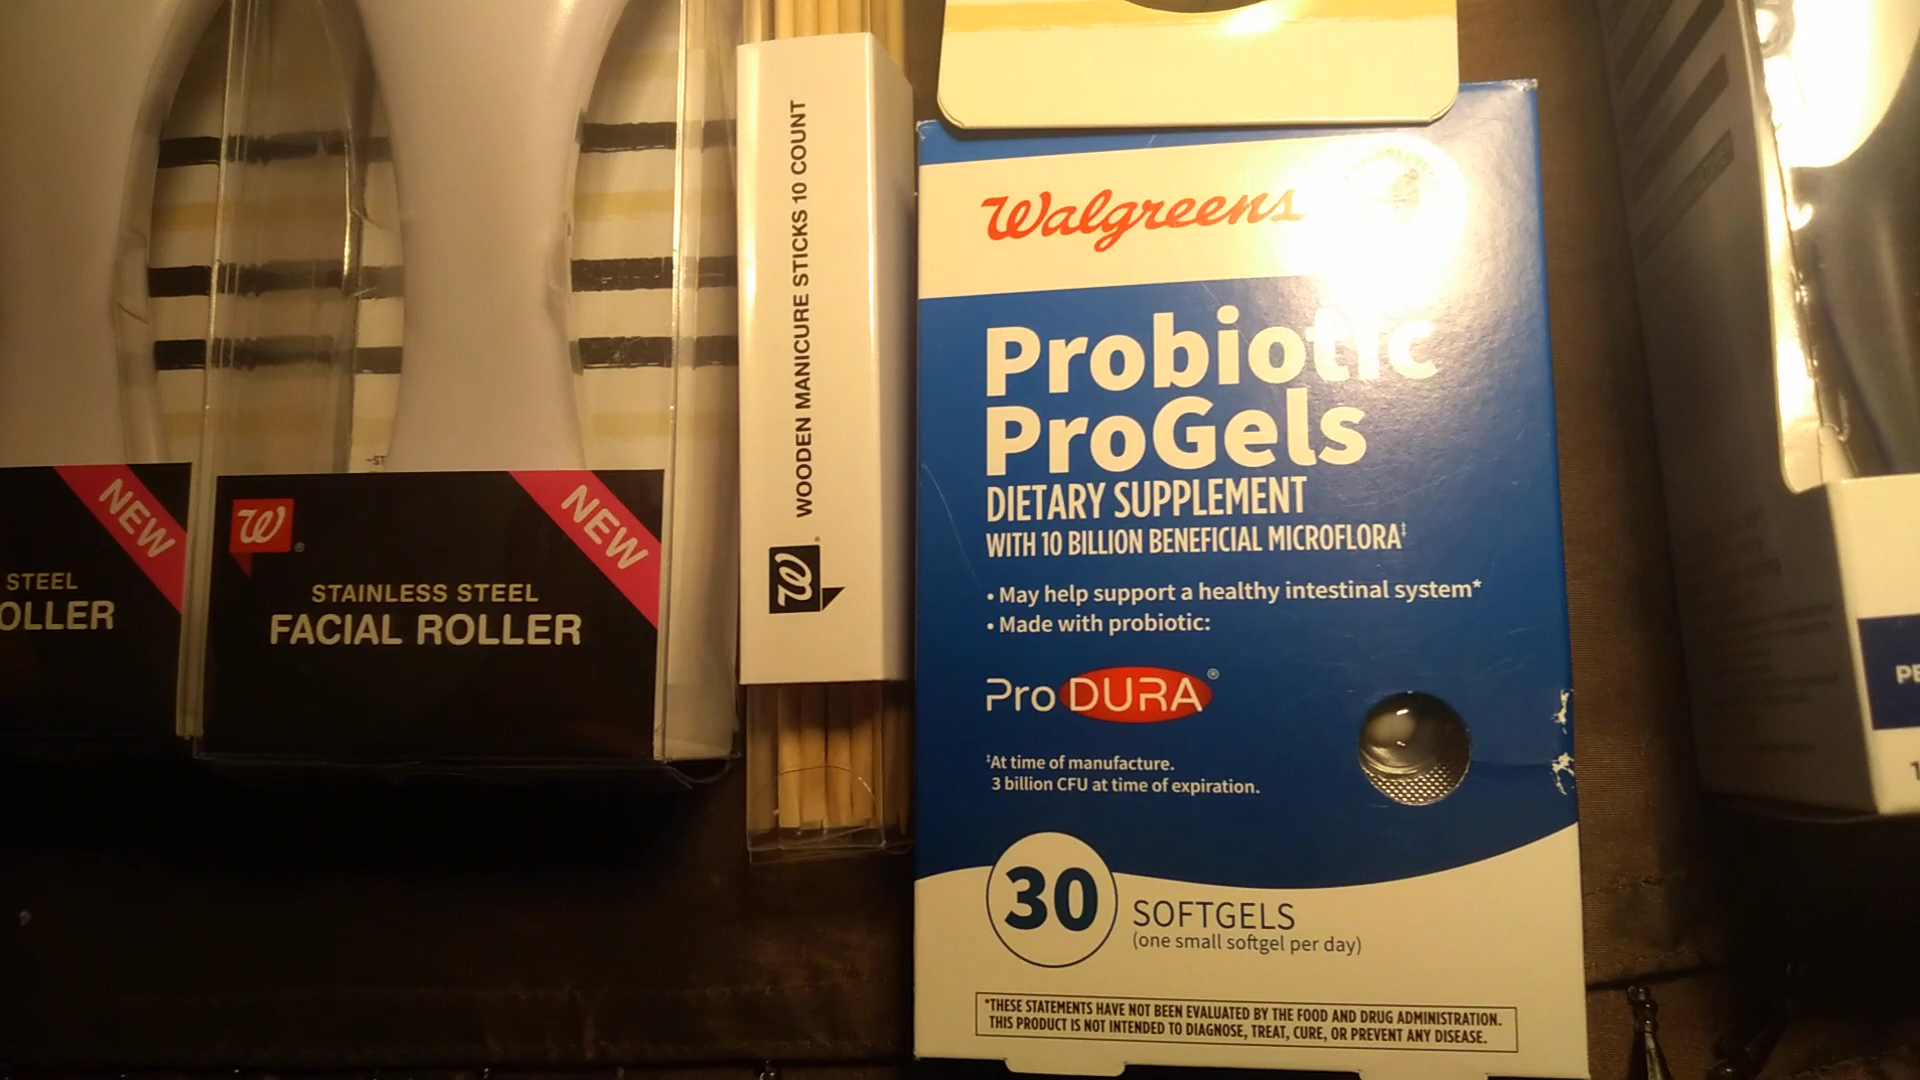 NEW
STEEL
OLLER
~ST
NEW
W
STAINLESS STEEL
FACIAL ROLLER
WOODEN MANICURE STICKS 10 COUNT
W
Walgreens
Probiotic
ProGels
DIETARY SUPPLEMENT
WITH 10 BILLION BENEFICIAL MICROFLORA‡
• May help support a healthy intestinal system*
• Made with probiotic:
ProDURA®
‡At time of manufacture.
3 billion CFU at time of expiration.
30
SOFTGELS
(one small softgel per day)
*THESE STATEMENTS HAVE NOT BEEN EVALUATED BY THE FOOD AND DRUG ADMINISTRATION.
THIS PRODUCT IS NOT INTENDED TO DIAGNOSE, TREAT, CURE, OR PREVENT ANY DISEASE.
PE
1